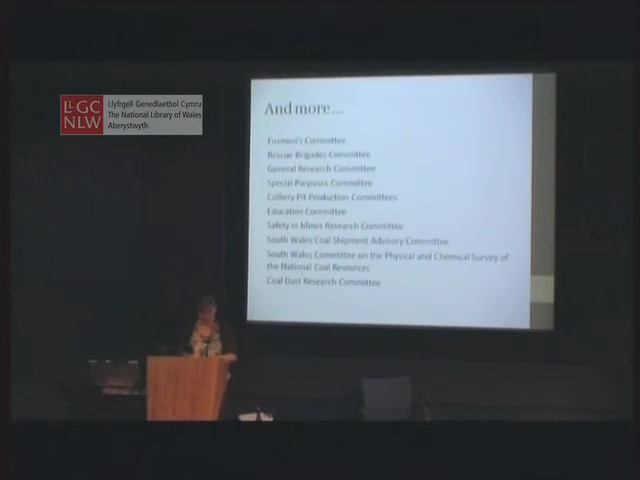 LLGC
NLW
Llyfrgell Genedlaethol Cymru
The National Library of Wales
Aberystwyth
And more...
Firemen's Committee
Rescue Brigades Committee
General Research Committee
Special Purposes Committee
Colliery Pit Production Committees
Education Committee
Safety in Mines Research Committee
South Wales Coal Shipment Advisory Committee
South Wales Committee on the Physical and Chemical Survey of
the National Coal Resources
Coal Dust Research Committee